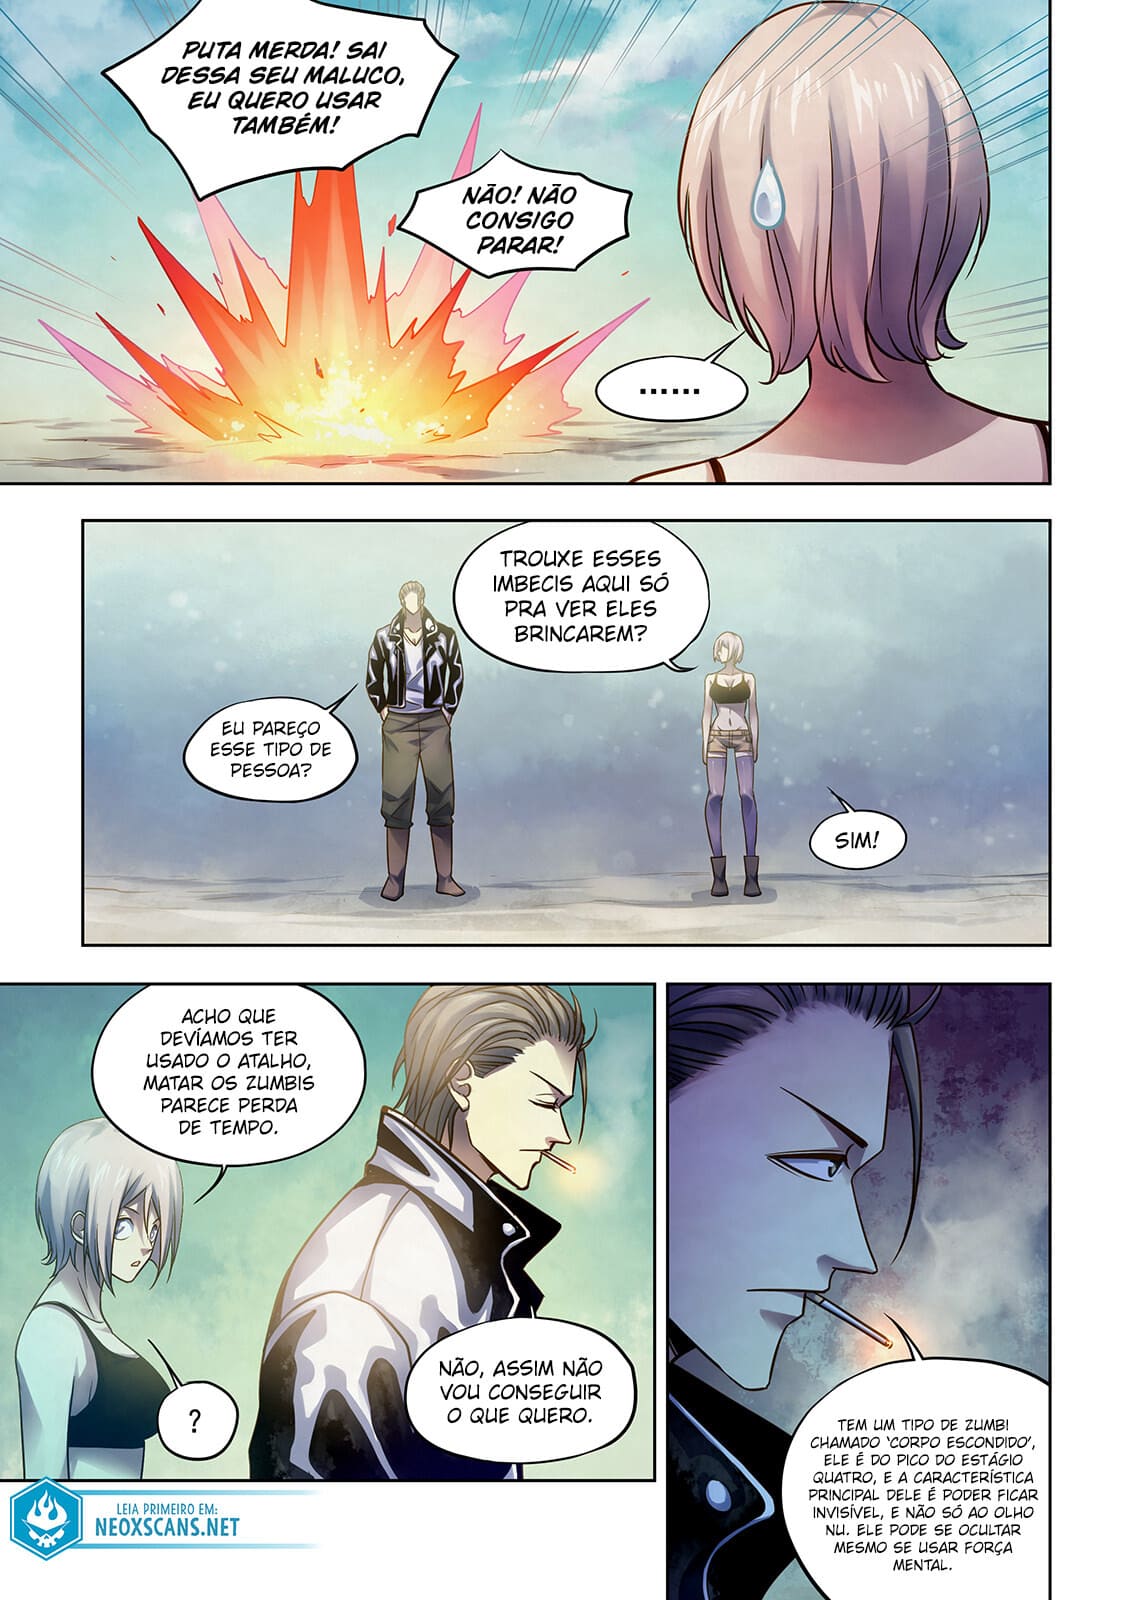 PUTA MERDA! SAI
DESSA SEU MALUCO,
EU QUERO USAR
TAMBÉM!
NÃO! NÃO
CONSIGO
PARAR!
......
TROUXE ESSES
IMBECIS AQUI SÓ
PRA VER ELES
BRINCAREM?
EU PAREÇO
ESSE TIPO DE
PESSOA?
SIM!
ACHO QUE
DEVÍAMOS TER
USADO O ATALHO,
MATAR OS ZUMBIS
PARECE PERDA
DE TEMPO.
NÃO, ASSIM NÃO
VOU CONSEGUIR
O QUE QUERO.
?
TEM UM TIPO DE ZUMBI
CHAMADO ‘CORPO ESCONDIDO’,
ELE É DO PICO DO ESTÁGIO
QUATRO, E A CARACTERÍSTICA
PRINCIPAL DELE É PODER FICAR
INVISÍVEL, E NÃO SÓ AO OLHO
NU. ELE PODE SE OCULTAR
MESMO SE USAR FORÇA
MENTAL.
LEIA PRIMEIRO EM:
NEOXSCANS.NET